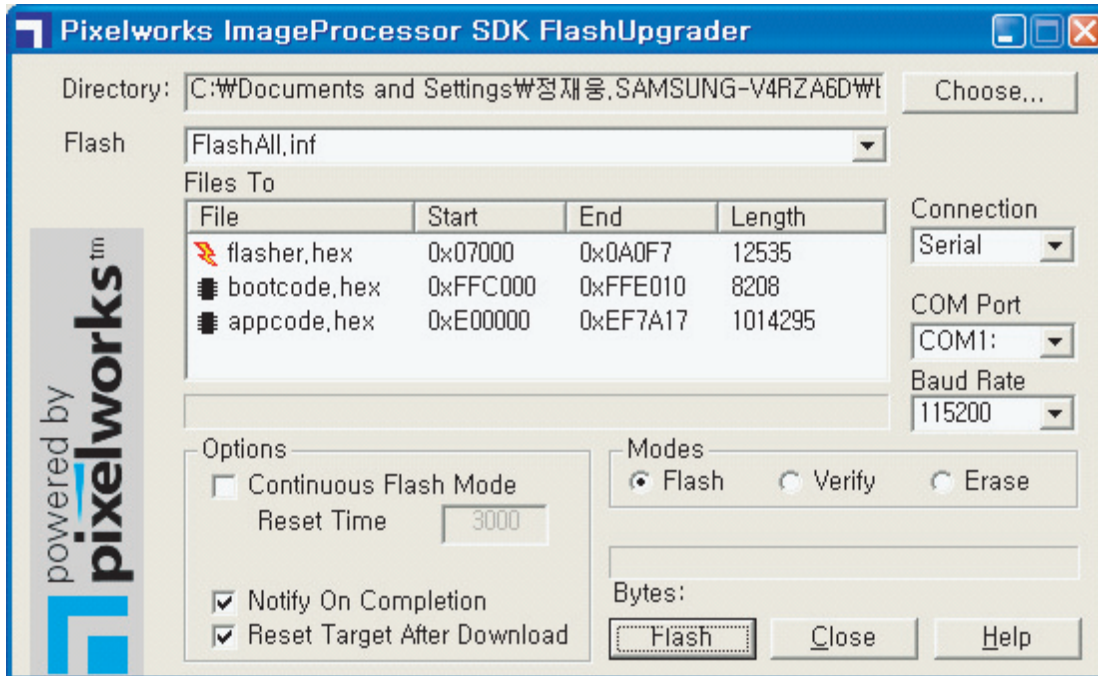 Pixelworks ImageProcessor SDK FlashUpgrader
Directory: C:₩Documents and Settings₩정재웅,SAMSUNG-V4RZA6D₩t Choose...
Flash FlashAll,inf
Files To
File Start End Length
flasher,hex 0x07000 0x0A0F7 12535
bootcode,hex 0xFFC000 0xFFE010 8208
appcode,hex 0xE00000 0xEF7A17 1014295
Connection
Serial
COM Port
COM1:
Baud Rate
115200
powered by
pixelworks tm
Options
Continuous Flash Mode
Reset Time 3000
Notify On Completion
Reset Target After Download
Modes
Flash Verify Erase
Bytes:
Flash Close Help